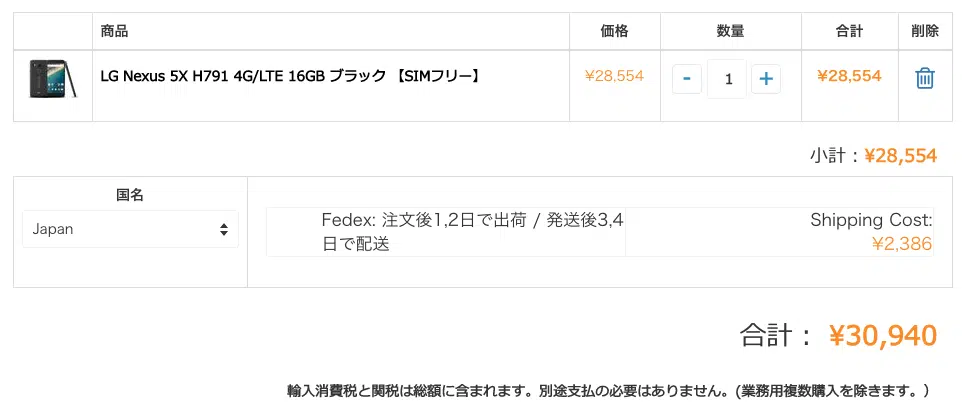 商品 価格 数量 合計 削除
LG Nexus 5X H791 4G/LTE 16GB ブラック 【SIMフリー】 ¥28,554 - 1 + ¥28,554
小計：¥28,554
国名
Japan
Fedex: 注文後1,2日で出荷 / 発送後3,4
日で配送
Shipping Cost:
¥2,386
合計： ¥30,940
輸入消費税と関税は総額に含まれます。別途支払の必要はありません。(業務用複数購入を除きます。）